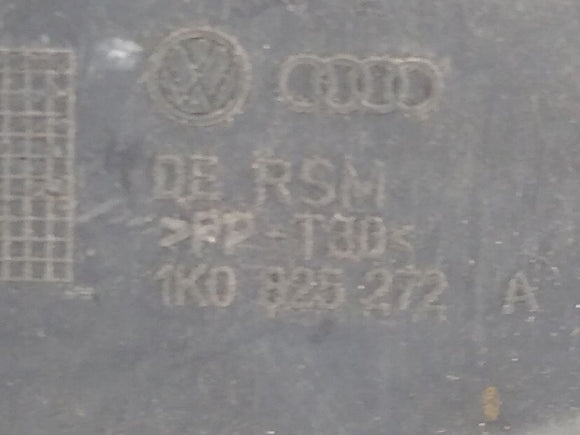 DE RSM
>PP-T30<
1K0 825 272 A